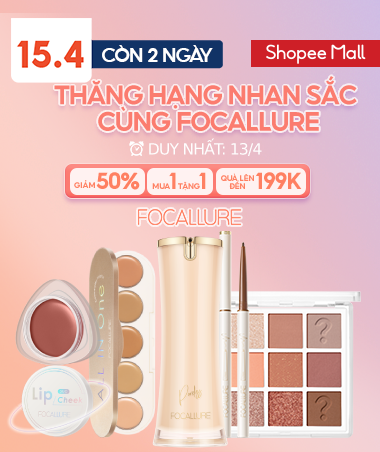 15.4
CÒN 2 NGÀY
Shopee Mall
THĂNG HẠNG NHAN SẮC
CÙNG FOCALLURE
DUY NHẤT: 13/4
GIẢM 50%
MUA 1 TẶNG 1
QUÀ LÊN ĐẾN 199K
FOCALLURE
Lip
Cheek
FOCALLURE
FOCALLURE
?
?